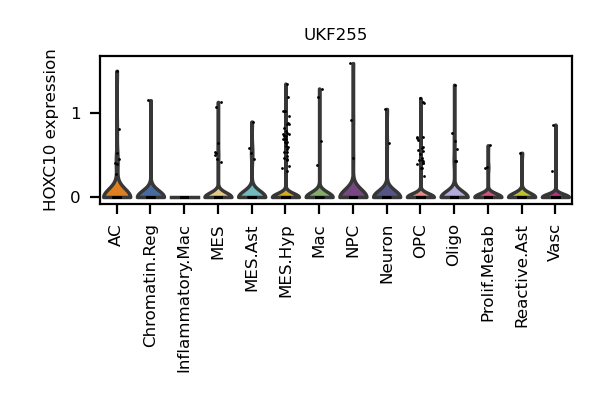 UKF255
HOXC10 expression
1
0
AC
Chromatin.Reg
Inflammatory.Mac
MES
MES.Ast
MES.Hyp
Mac
NPC
Neuron
OPC
Oligo
Prolif.Metab
Reactive.Ast
Vasc